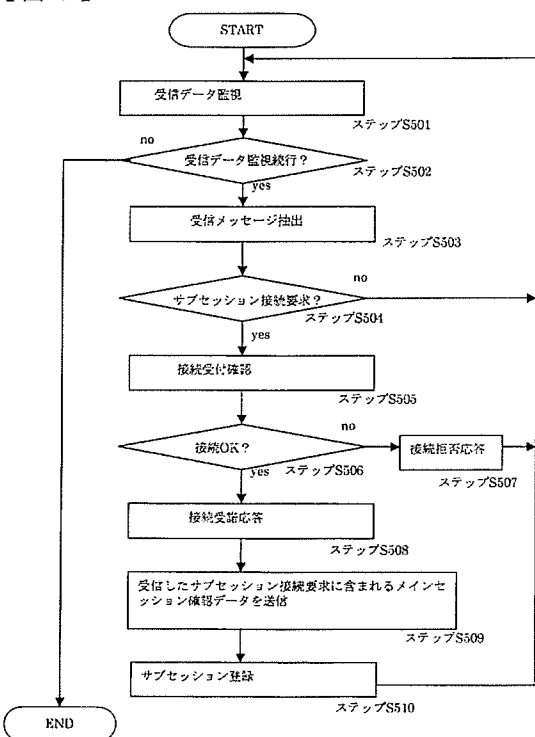 START
受信データ監視
ステップS501
no
受信データ監視続行？
ステップS502
yes
受信メッセージ抽出
ステップS503
no
サブセッション接続要求？
ステップS504
yes
接続受付確認
ステップS505
no
接続OK？
接続拒否応答
yes
ステップS506
ステップS507
接続受諾応答
ステップS508
受信したサブセッション接続要求に含まれるメインセ
ッション確認データを送信
ステップS509
サブセッション登録
ステップS510
END